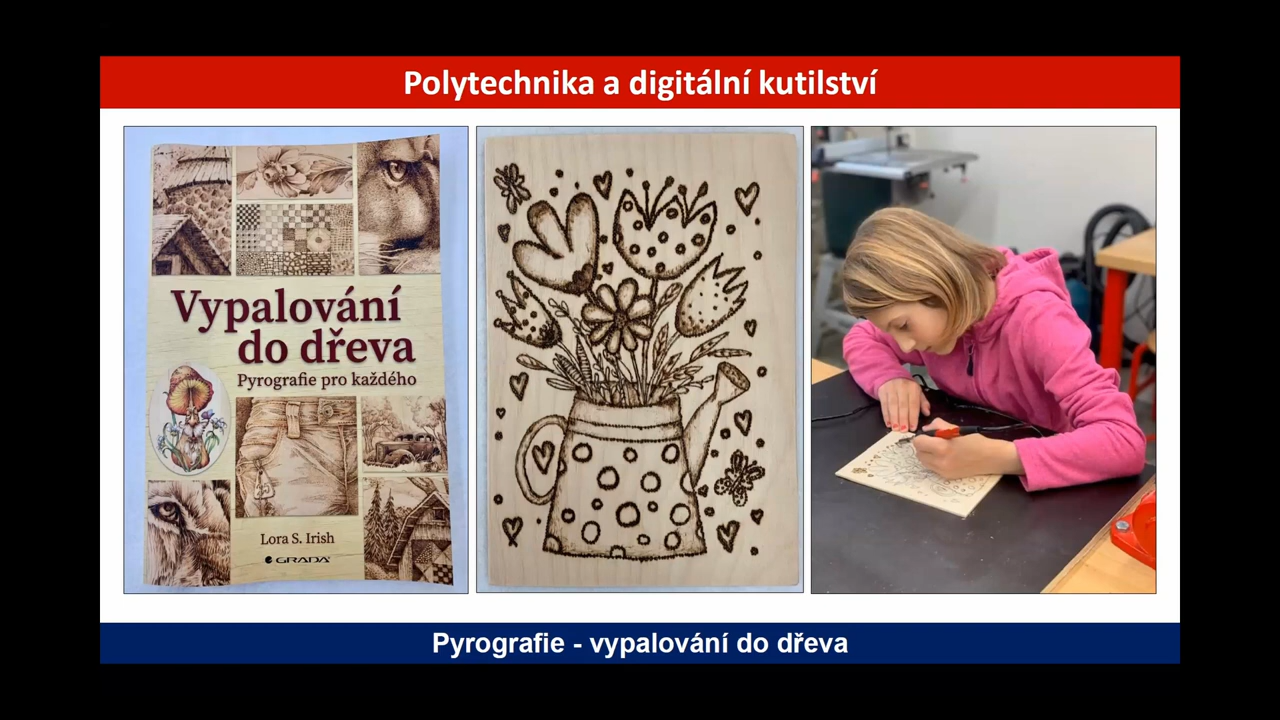 Polytechnika a digitální kutilství
Vypalování
do dřeva
Pyrografie pro každého
Lora S. Irish
GRADA
Pyrografie - vypalování do dřeva